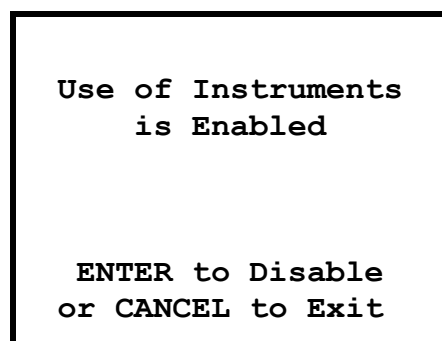 Use of Instruments
is Enabled
ENTER to Disable
or CANCEL to Exit